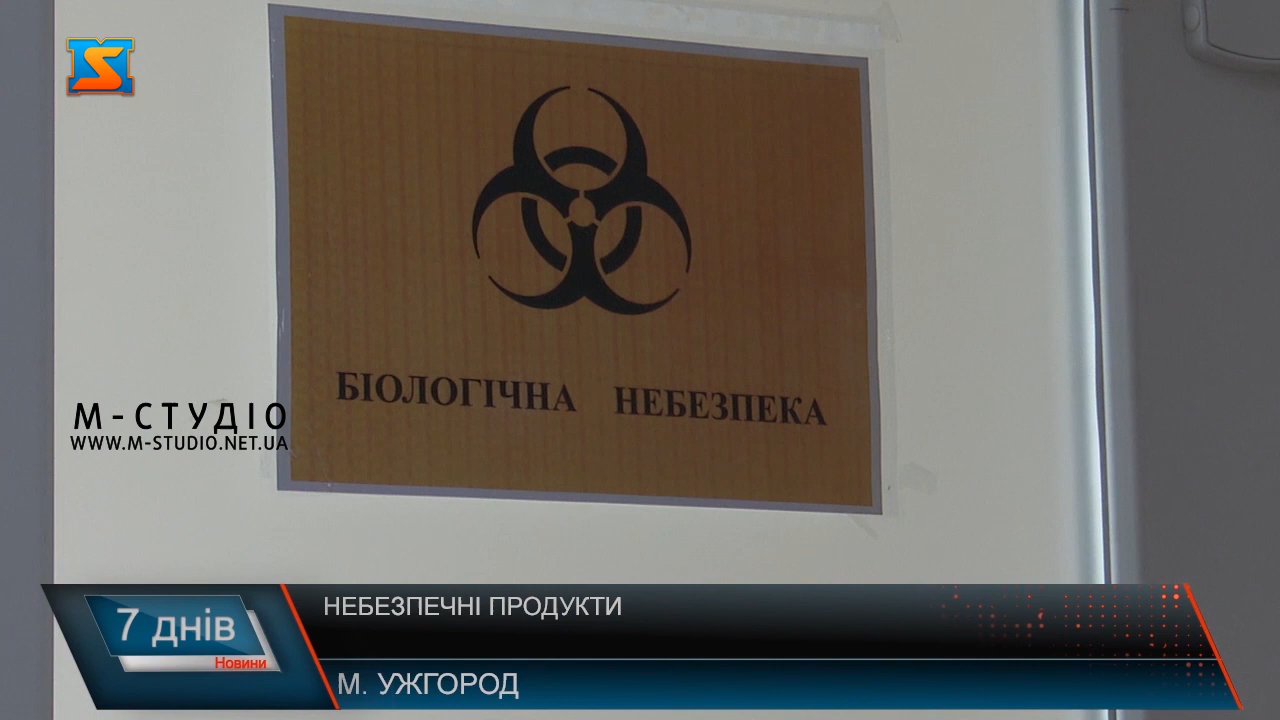 БІОЛОГІЧНА НЕБЕЗПЕКА
М-СТУДІО
WWW.M-STUDIO.NET.UA
7 днів
Новини
НЕБЕЗПЕЧНІ ПРОДУКТИ
М. УЖГОРОД